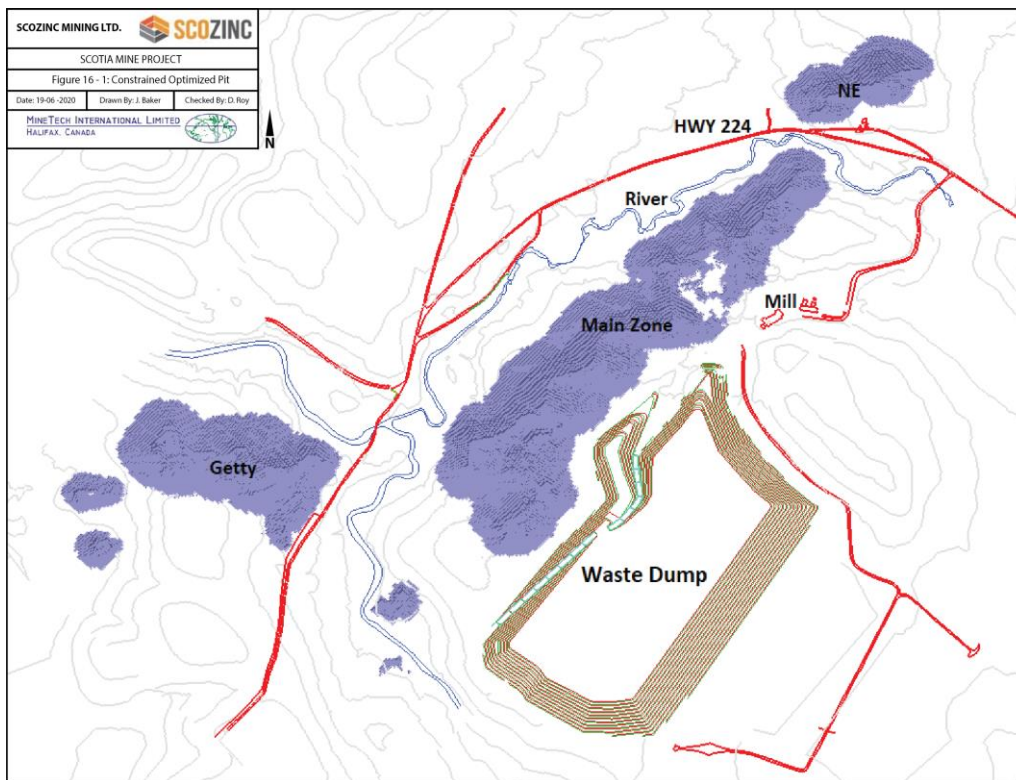 SCOZINC MINING LTD.
SCOZINC
SCOTIA MINE PROJECT
Figure 16 - 1: Constrained Optimized Pit
Date: 19-06 -2020
Drawn By: J. Baker
Checked By: D. Roy
MINETECH INTERNATIONAL LIMITED
HALIFAX, CANADA
N
NE
HWY 224
River
Mill
Main Zone
Getty
Waste Dump